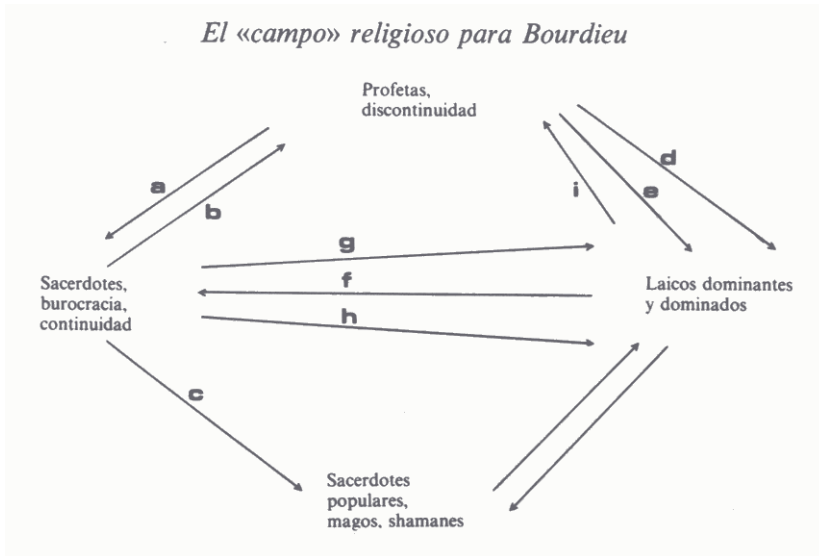 El «campo» religioso para Bourdieu
Profetas,
discontinuidad
a
b
d
e
i
g
f
h
Sacerdotes,
burocracia,
continuidad
Laicos dominantes
y dominados
c
Sacerdotes
populares,
magos, shamanes